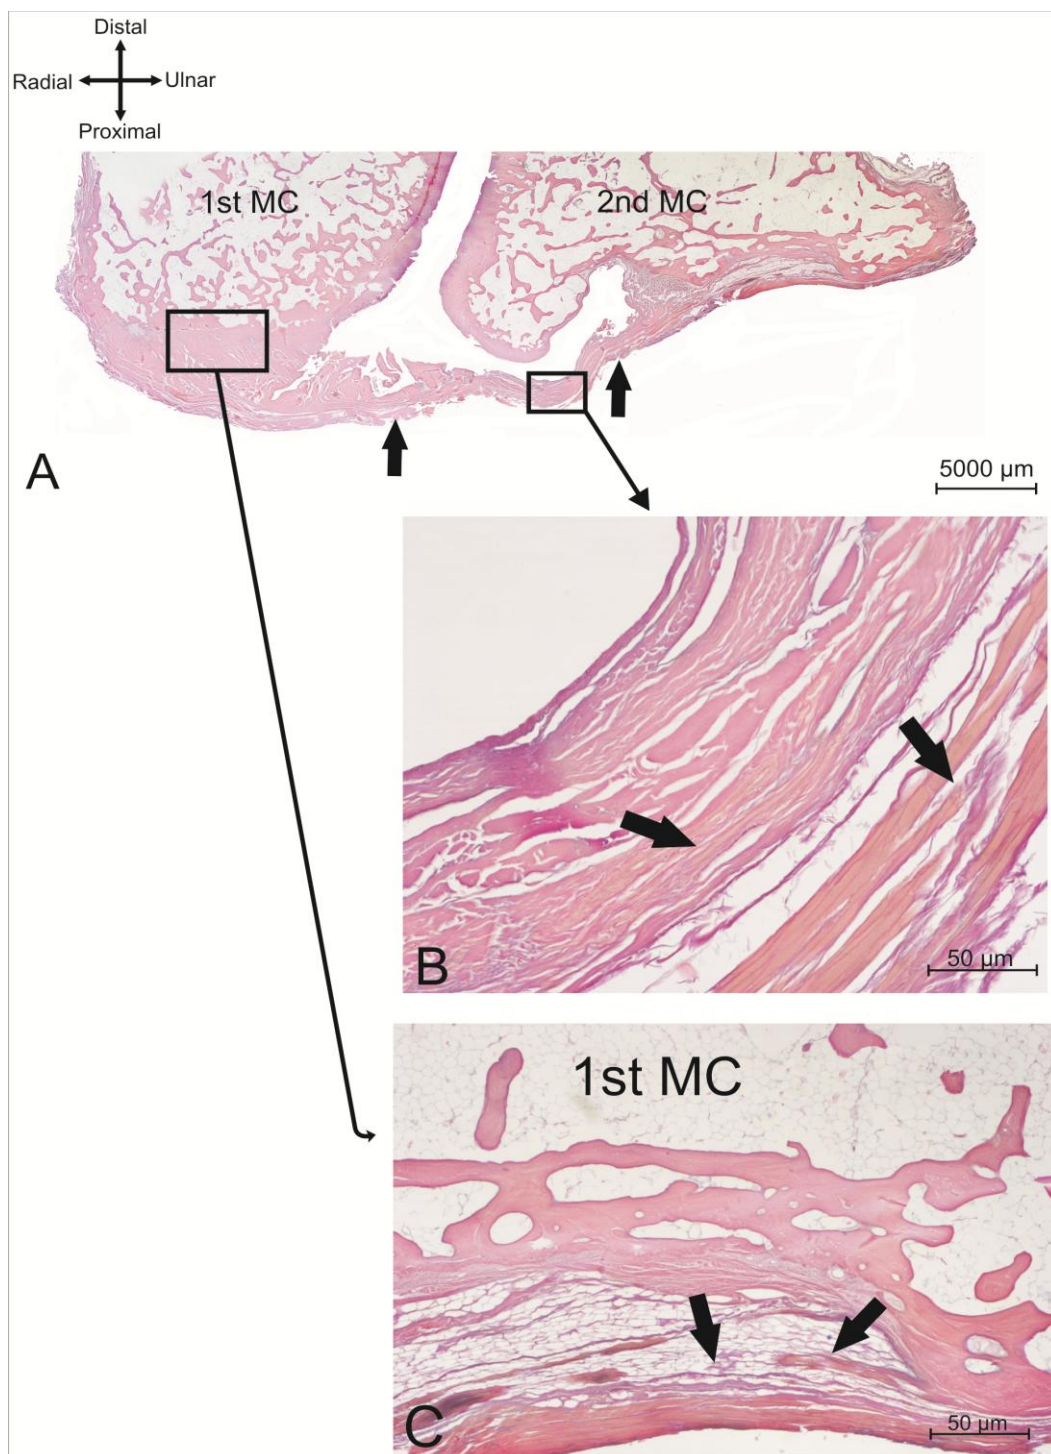 Distal
Radial
Ulnar
Proximal
1st MC
2nd MC
A
5000 µm
B
50 µm
1st MC
C
50 µm